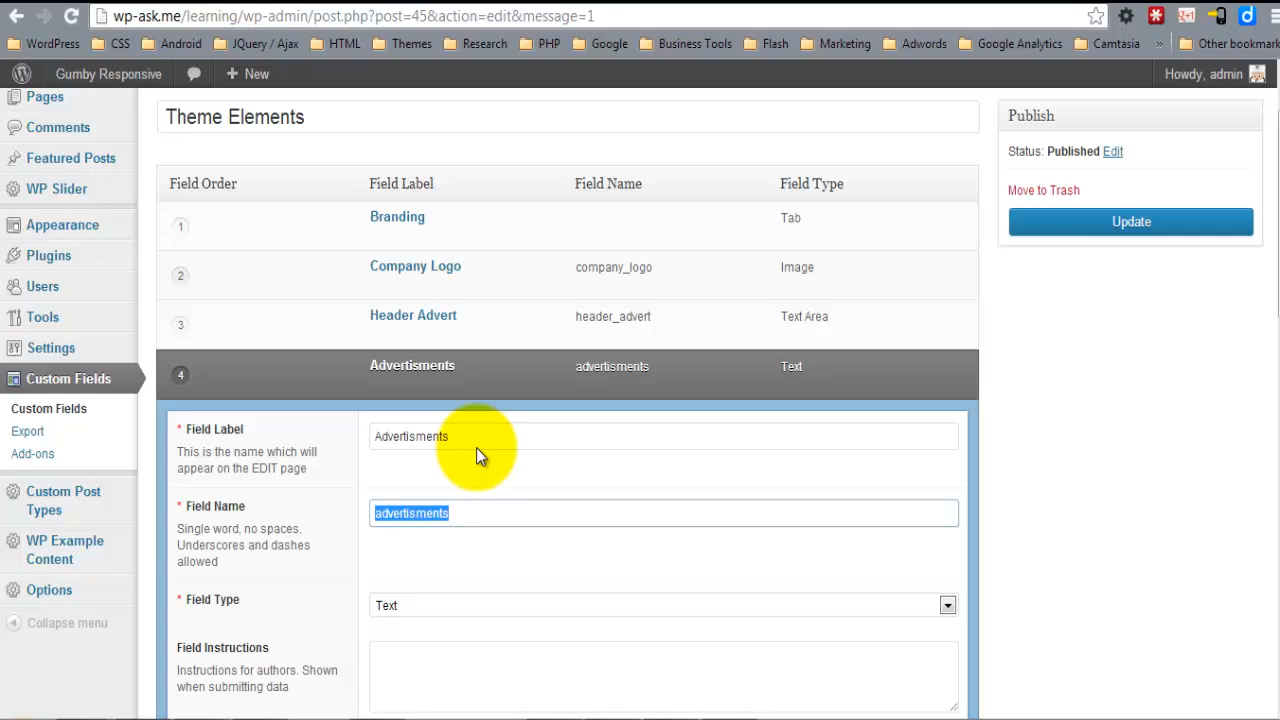 wp-ask.me/learning/wp-admin/post.php?post=45&action=edit&message=1
WordPress CSS Android JQuery / Ajax HTML Themes Research PHP Google Business Tools Flash Marketing Adwords Google Analytics Camtasia » Other bookmark
Gumby Responsive + New Howdy, admin
Pages
Comments
Featured Posts
WP Slider
Appearance
Plugins
Users
Tools
Settings
Custom Fields
Custom Fields
Export
Add-ons
Custom Post
Types
WP Example
Content
Options
Collapse menu
Theme Elements
Field Order Field Label Field Name Field Type
1 Branding Tab
2 Company Logo company_logo Image
3 Header Advert header_advert Text Area
4 Advertisments advertisments Text
* Field Label
This is the name which will
appear on the EDIT page
Advertisments
* Field Name
Single word, no spaces.
Underscores and dashes
allowed
advertisments
* Field Type
Text
Field Instructions
Instructions for authors. Shown
when submitting data
Publish
Status: Published Edit
Move to Trash
Update